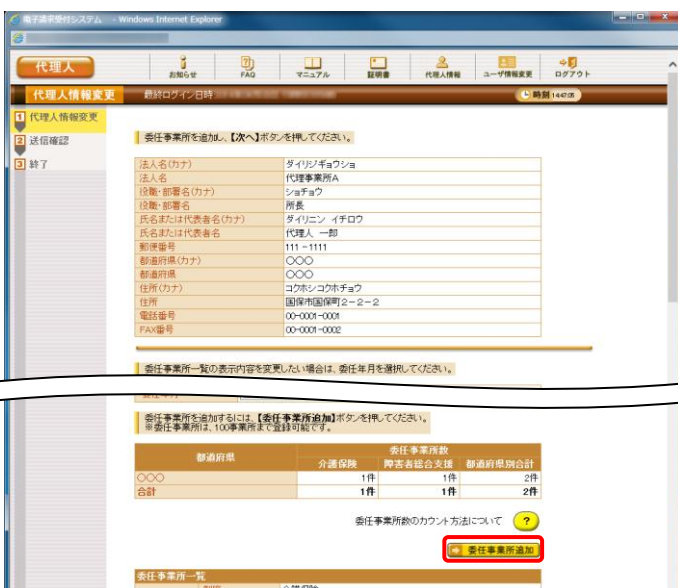 電子請求受付システム - Windows Internet Explorer
代理人
お知らせ
FAQ
マニュアル
証明書
代理人情報
ユーザ情報変更
ログアウト
代理人情報変更
最終ログイン日時
時刻 14:47:05
1 代理人情報変更
2 送信確認
3 終了
委任事業所を追加し、【次へ】ボタンを押してください。
法人名(カナ) ダイリジギョウショ
法人名 代理事業所A
役職・部署名(カナ) ショチョウ
役職・部署名 所長
氏名または代表者名(カナ) ダイリニン イチロウ
氏名または代表者名 代理人 一郎
郵便番号 111 -1111
都道府県(カナ) ○○○
都道府県 ○○○
住所(カナ) コクホシコクホチョウ
住所 国保市国保町2-2-2
電話番号 00-0001-0001
FAX番号 00-0001-0002
委任事業所一覧の表示内容を変更したい場合は、委任年月を選択してください。
委任事業所を追加するには、【委任事業所追加】ボタンを押してください。
※委任事業所は、100事業所まで登録可能です。
都道府県 委任事業所数
介護保険 障害者総合支援 都道府県別合計
○○○ 1件 1件 2件
合計 1件 1件 2件
委任事業所数のカウント方法について ?
委任事業所追加
委任事業所一覧